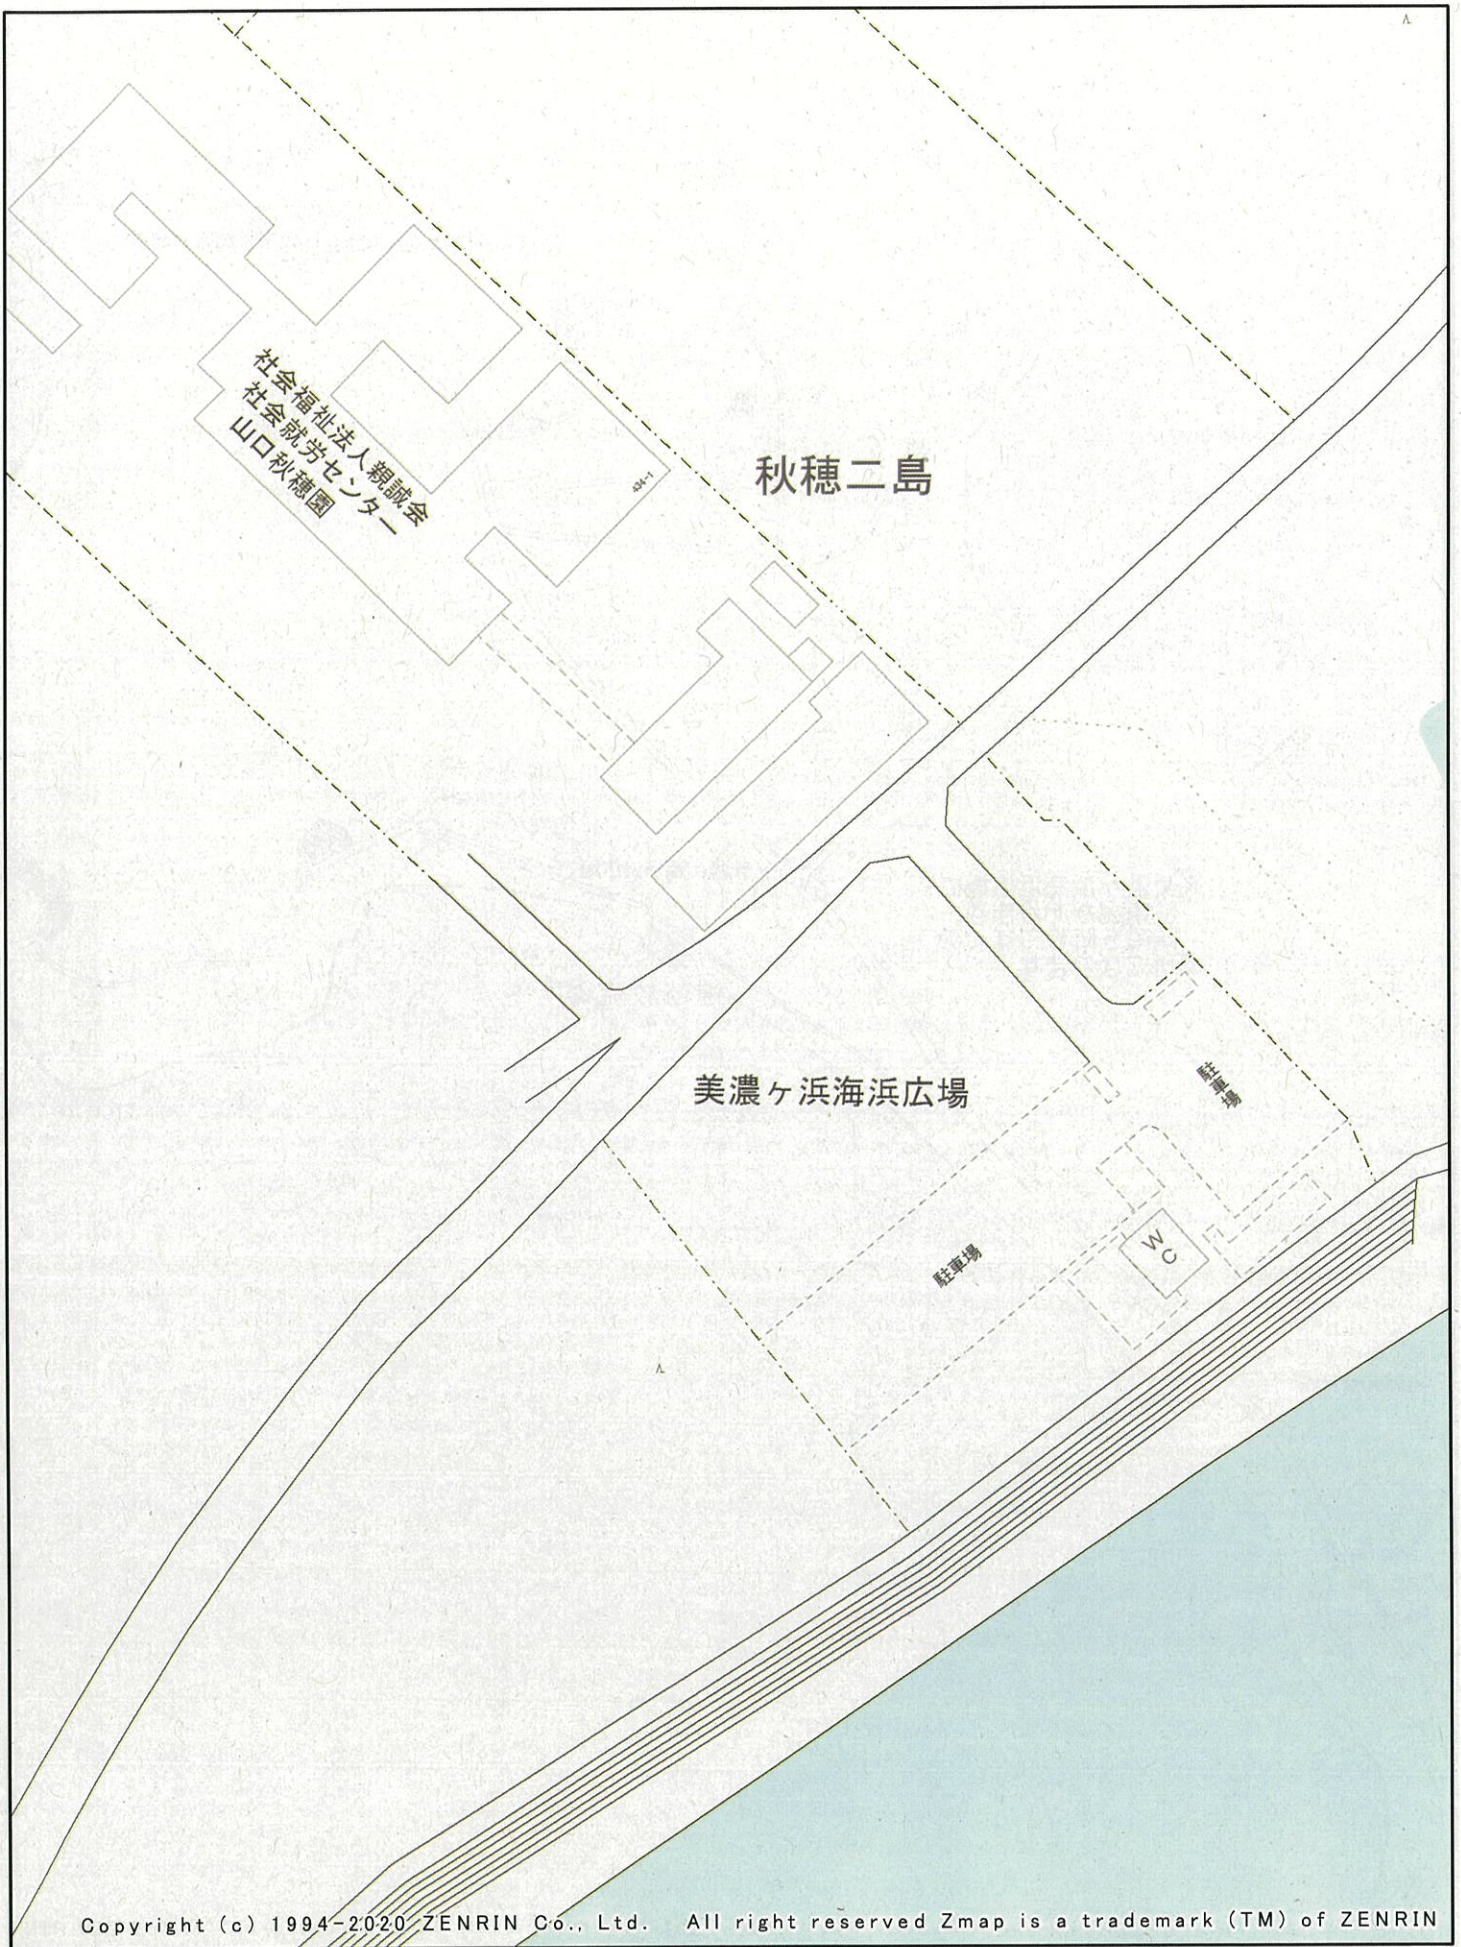 社会福祉法人親誠会
社会就労センター
山口秋穂園
434-1
秋穂二島
美濃ヶ浜海浜広場
駐車場
駐車場
WC
Copyright (c) 1994-2020 ZENRIN Co., Ltd. All right reserved Zmap is a trademark (TM) of ZENRIN